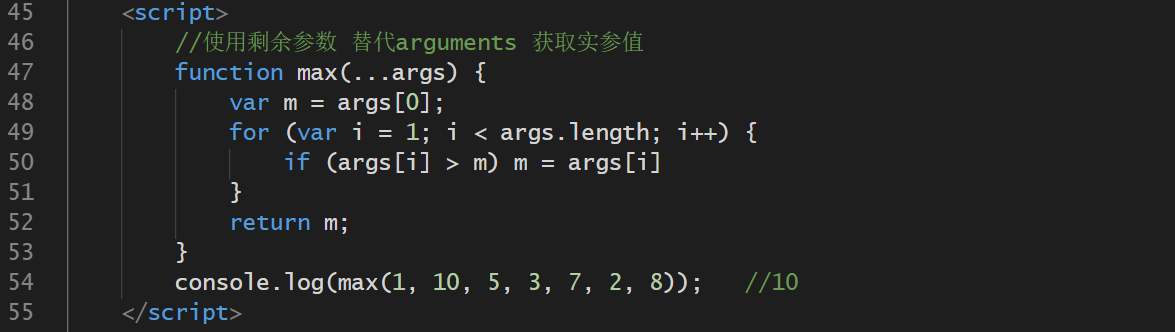 45 <script>
46 //使用剩余参数 替代arguments 获取实参值
47 function max(...args) {
48 var m = args[0];
49 for (var i = 1; i < args.length; i++) {
50 if (args[i] > m) m = args[i]
51 }
52 return m;
53 }
54 console.log(max(1, 10, 5, 3, 7, 2, 8)); //10
55 </script>